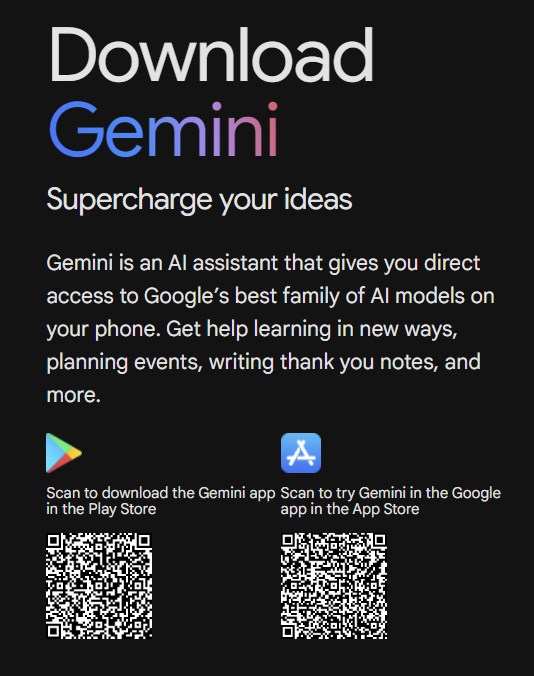 Download
Gemini
Supercharge your ideas
Gemini is an AI assistant that gives you direct
access to Google’s best family of AI models on
your phone. Get help learning in new ways,
planning events, writing thank you notes, and
more.
Scan to download the Gemini app
in the Play Store
Scan to try Gemini in the Google
app in the App Store